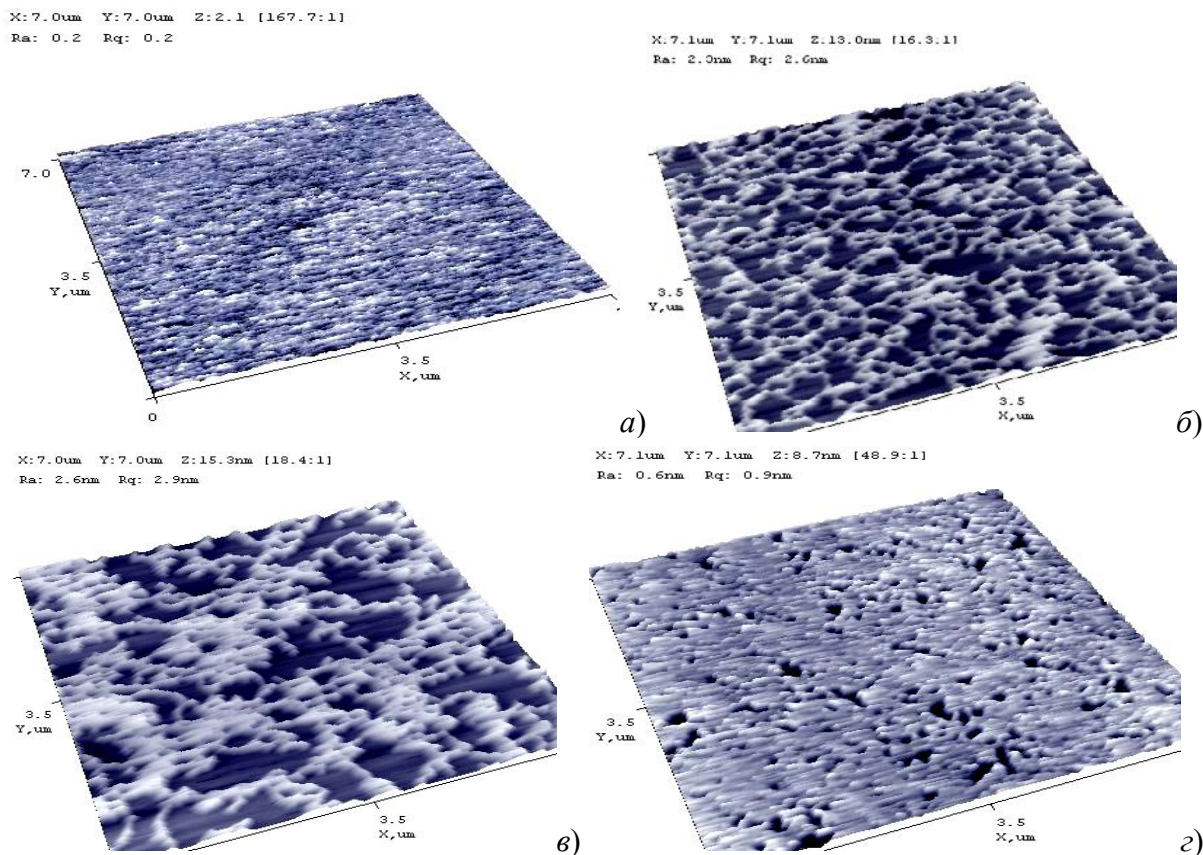 X:7.0um Y:7.0um Z:2.1 [167.7:1]
Ra: 0.2 Rq: 0.2
7.0
3.5
Y,um
3.5
X,um
0
а)
X:7.1um Y:7.1um Z:13.0nm [16.3:1]
Ra: 2.0nm Rq: 2.6nm
3.5
Y,um
3.5
X,um
б)
X:7.0um Y:7.0um Z:15.3nm [18.4:1]
Ra: 2.6nm Rq: 2.9nm
3.5
Y,um
3.5
X,um
в)
X:7.1um Y:7.1um Z:8.7nm [48.9:1]
Ra: 0.6nm Rq: 0.9nm
3.5
Y,um
3.5
X,um
г)